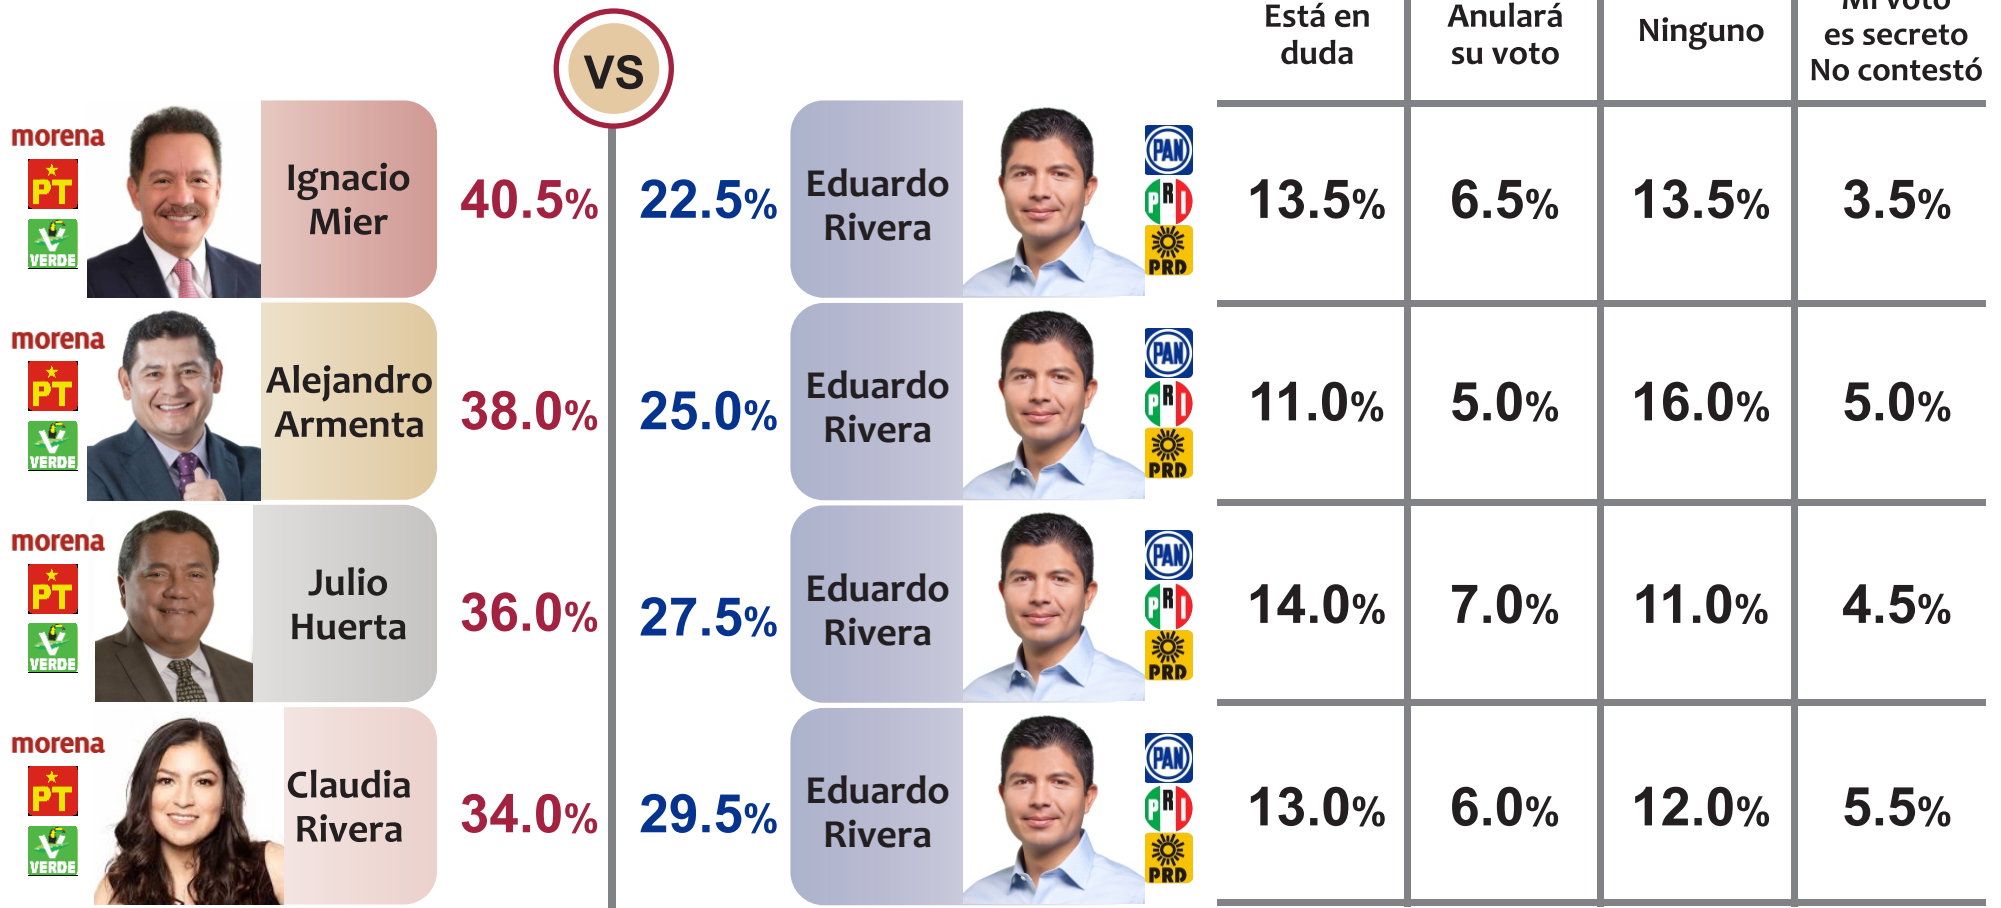 VS
Está en
duda
Anulará
su voto
Ninguno
Mi voto
es secreto
No contestó
morena
PT
VERDE
Ignacio
Mier
40.5%
22.5%
Eduardo
Rivera
PAN
PRI
PRD
13.5%
6.5%
13.5%
3.5%
morena
PT
VERDE
Alejandro
Armenta
38.0%
25.0%
Eduardo
Rivera
PAN
PRI
PRD
11.0%
5.0%
16.0%
5.0%
morena
PT
VERDE
Julio
Huerta
36.0%
27.5%
Eduardo
Rivera
PAN
PRI
PRD
14.0%
7.0%
11.0%
4.5%
morena
PT
VERDE
Claudia
Rivera
34.0%
29.5%
Eduardo
Rivera
PAN
PRI
PRD
13.0%
6.0%
12.0%
5.5%